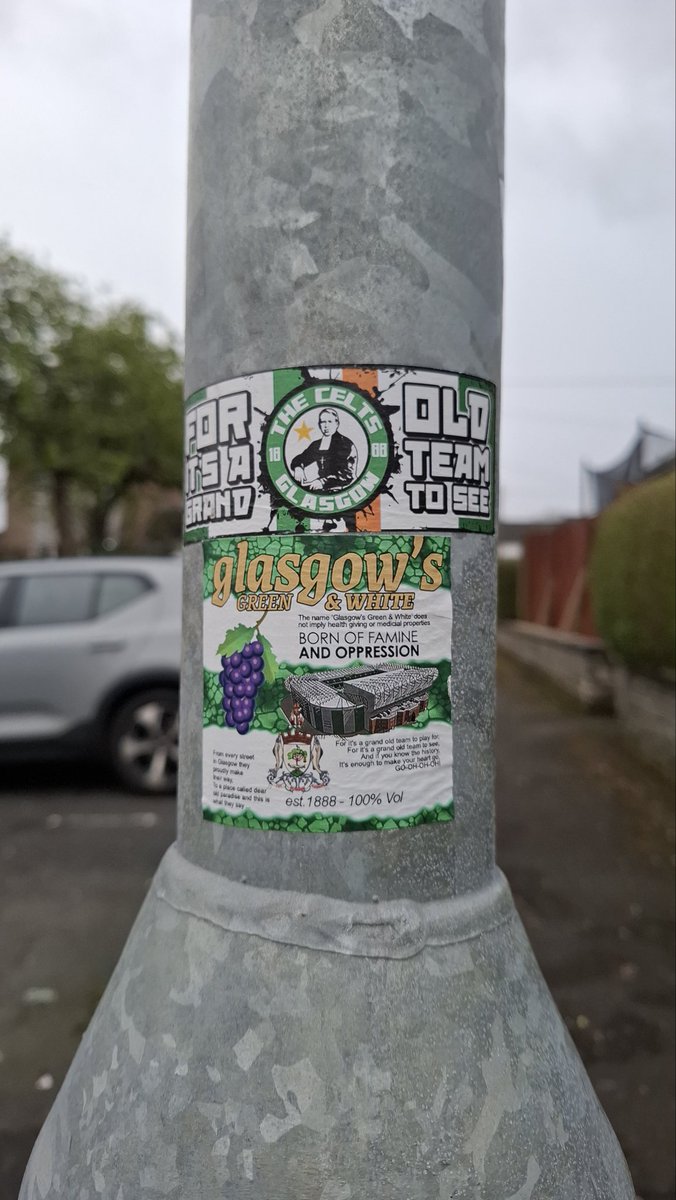 FOR
IT'S A
GRAND
THE CELTS
18 88
GLASGOW
OLD
TEAM
TO SEE
glasgow's
GREEN & WHITE
The name 'Glasgow's Green & White' does
not imply health giving or medicial properties
BORN OF FAMINE
AND OPPRESSION
From every street
in Glasgow they
proudly make
their way,
To a place called dear
old paradise and this is
what they say ...
For it's a grand old team to play for,
For it's a grand old team to see,
And if you know the history,
It's enough to make your heart go,
GO-OH-OH-OH!
est.1888 - 100% Vol